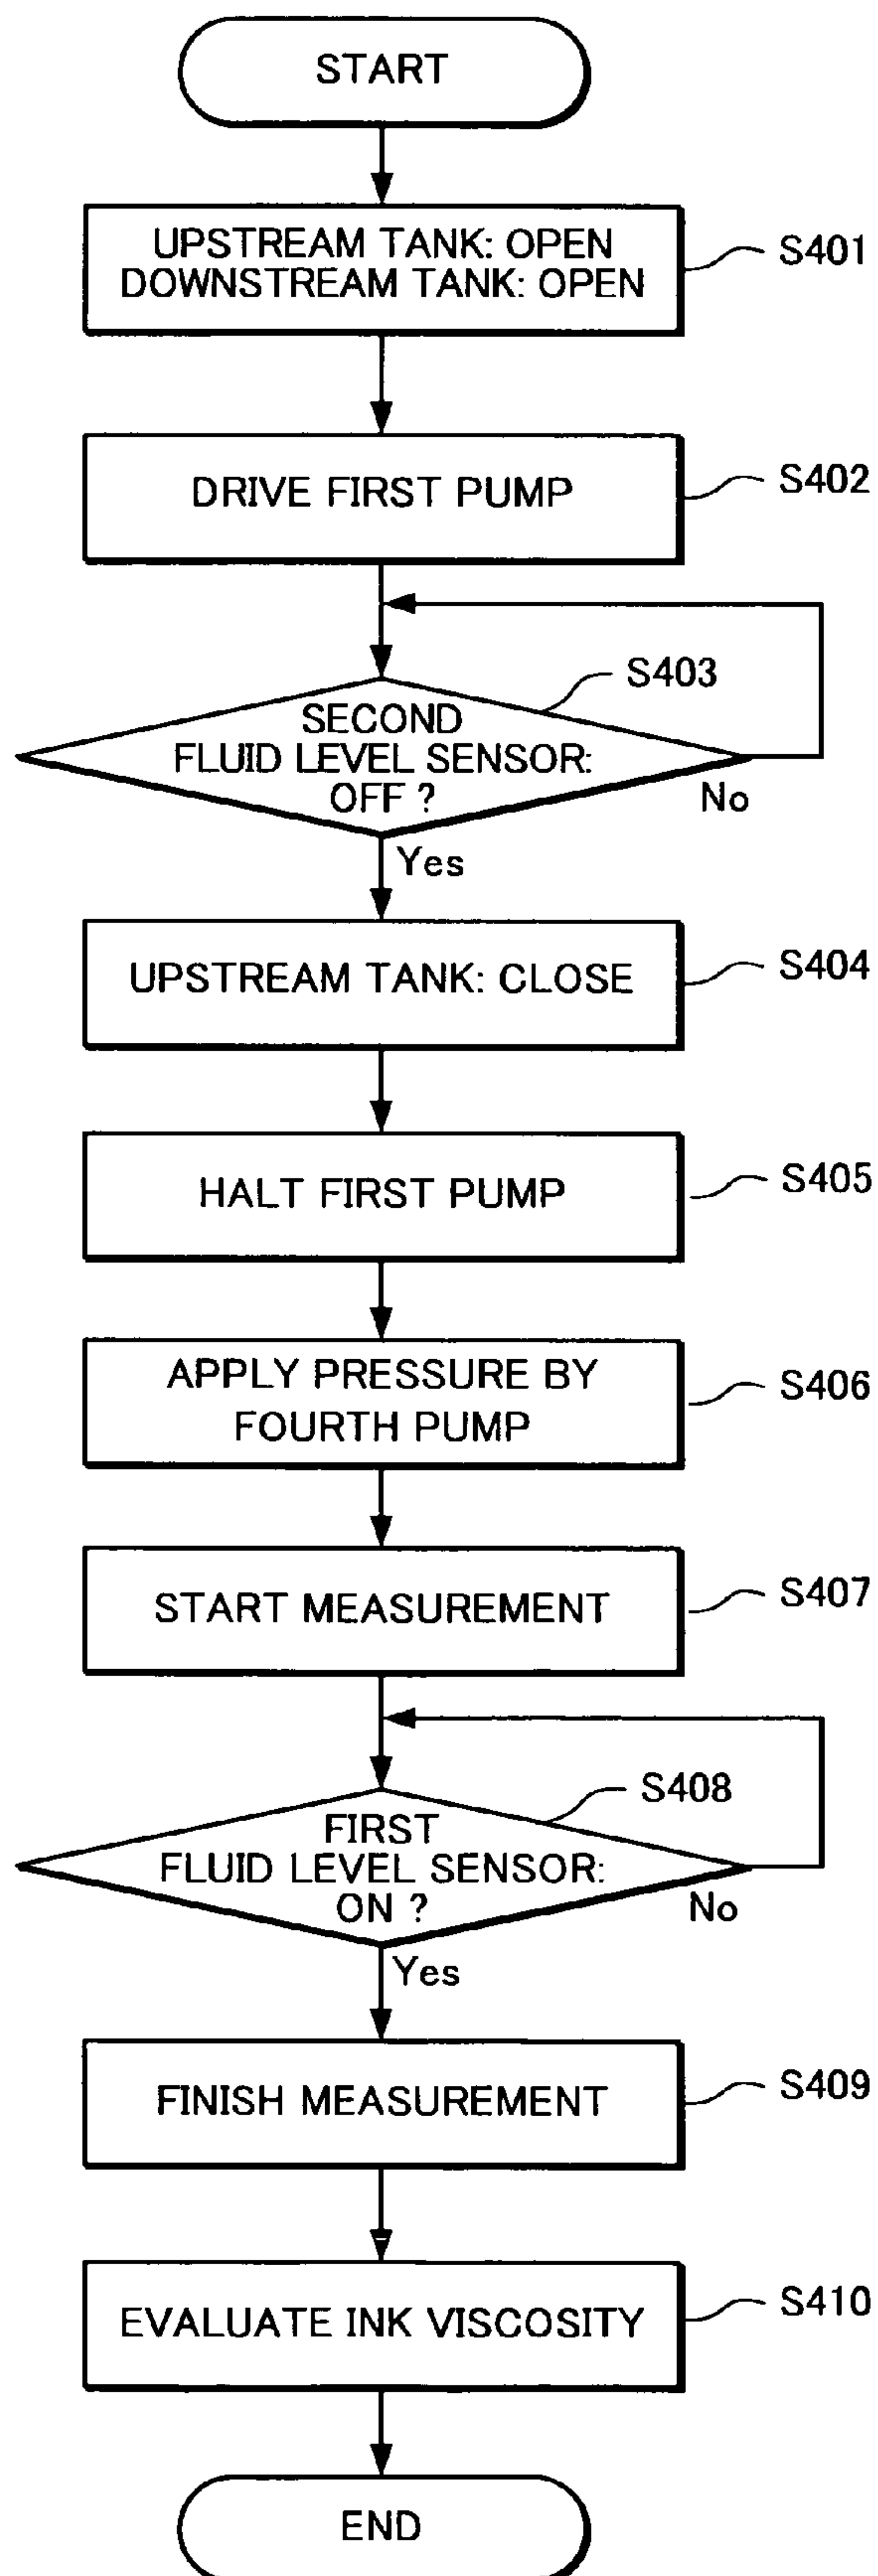 START
UPSTREAM TANK: OPEN
DOWNSTREAM TANK: OPEN
S401
DRIVE FIRST PUMP
S402
S403
SECOND
FLUID LEVEL SENSOR:
OFF ?
No
Yes
UPSTREAM TANK: CLOSE
S404
HALT FIRST PUMP
S405
APPLY PRESSURE BY
FOURTH PUMP
S406
START MEASUREMENT
S407
S408
FIRST
FLUID LEVEL SENSOR:
ON ?
No
Yes
FINISH MEASUREMENT
S409
EVALUATE INK VISCOSITY
S410
END